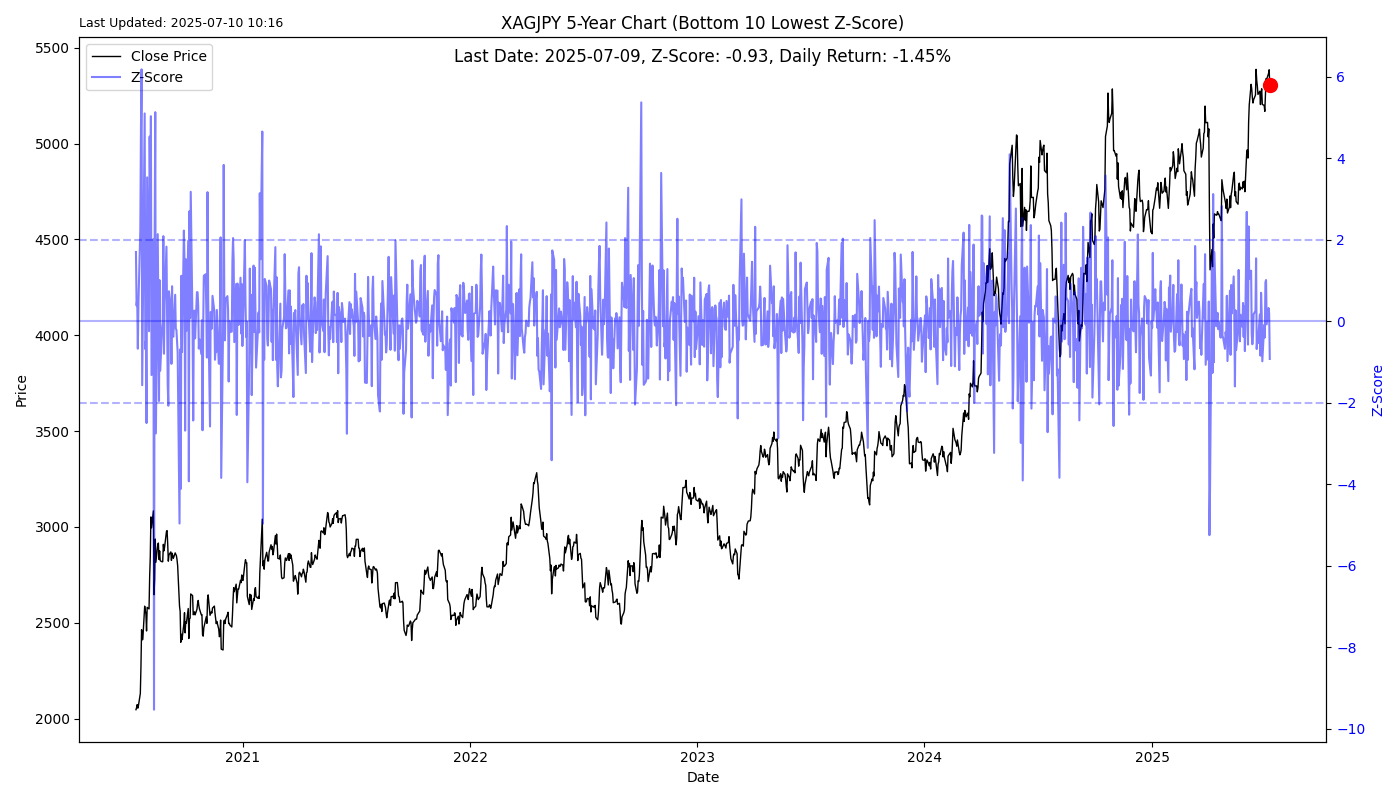 Last Updated: 2025-07-10 10:16
XAGJPY 5-Year Chart (Bottom 10 Lowest Z-Score)
Last Date: 2025-07-09, Z-Score: -0.93, Daily Return: -1.45%
Close Price
Z-Score
Price
5500
5000
4500
4000
3500
3000
2500
2000
6
4
2
0
−2
−4
−6
−8
−10
Z-Score
2021
2022
2023
2024
2025
Date